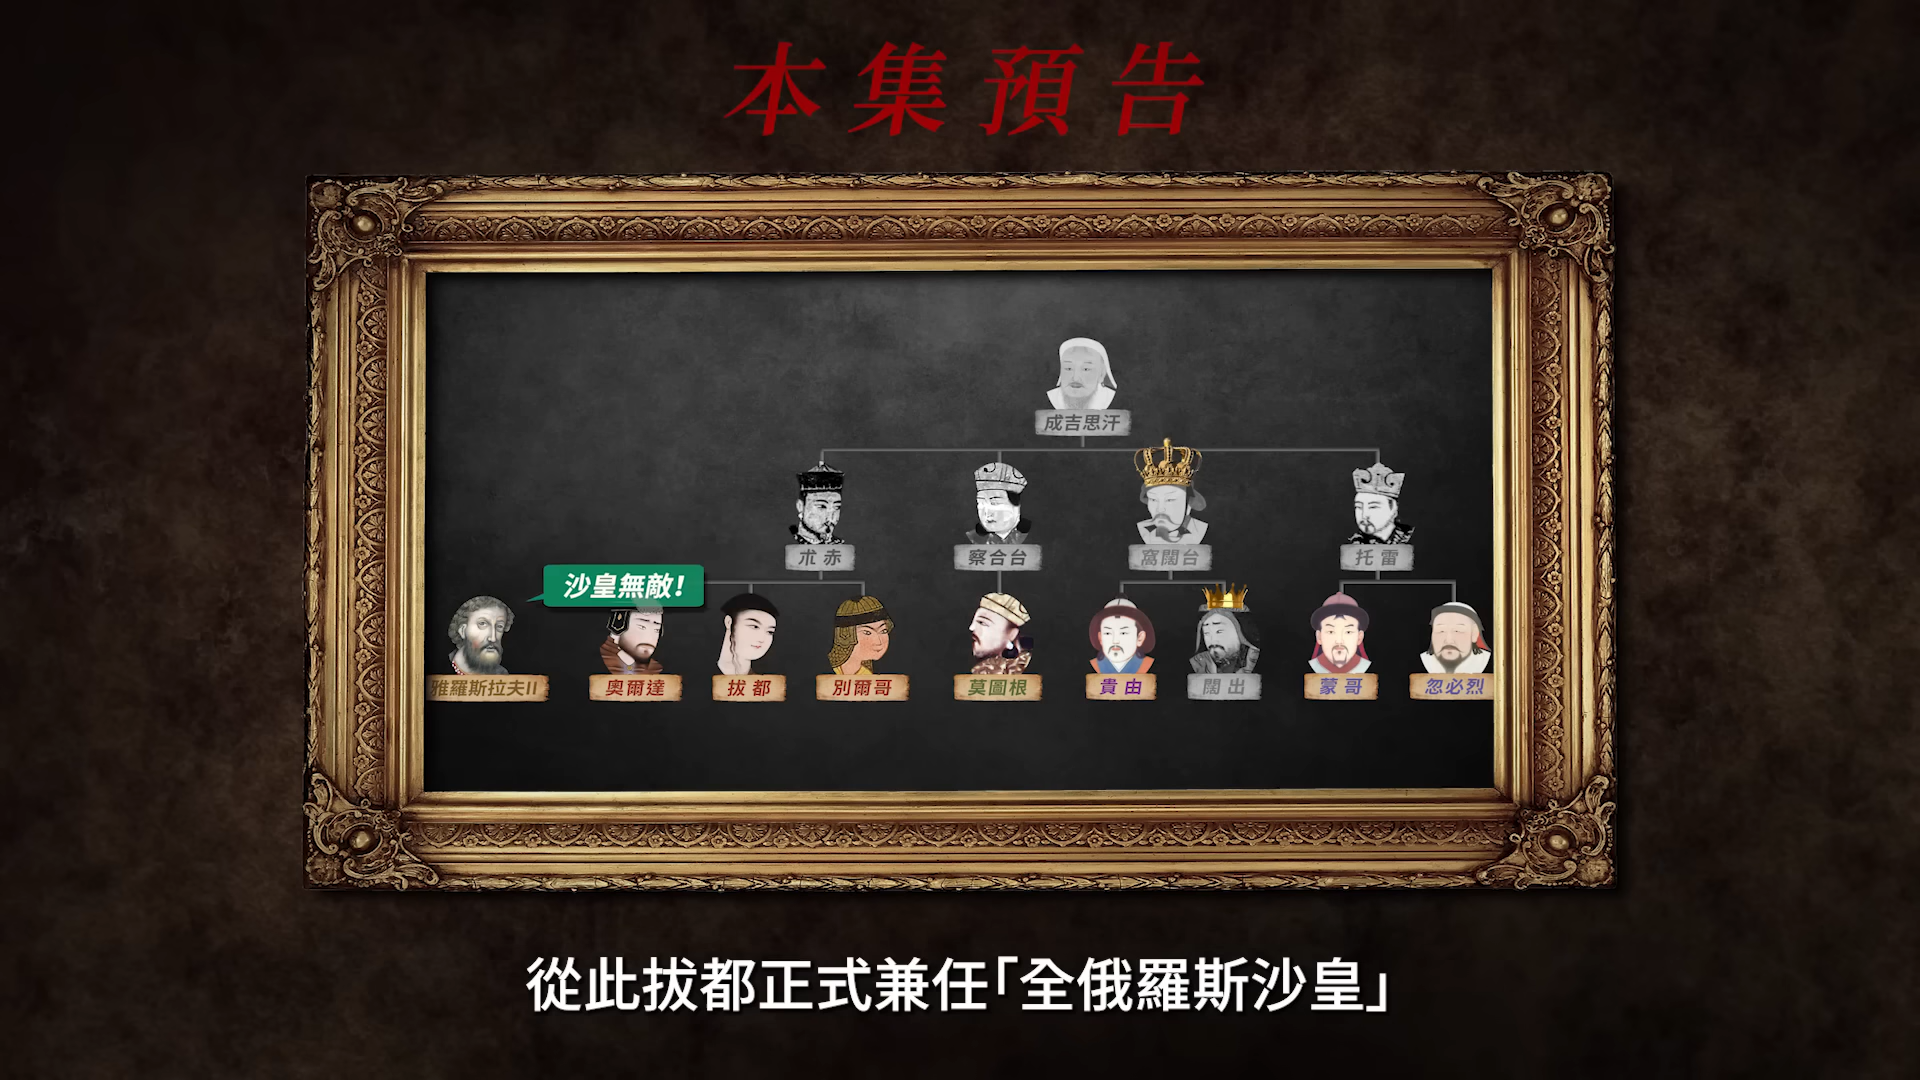 本集預告
成吉思汗
朮赤
察合台
窩闊台
托雷
沙皇無敵!
雅羅斯拉夫II
奧爾達
拔都
別爾哥
莫圖根
貴由
闊出
蒙哥
忽必烈
從此拔都正式兼任「全俄羅斯沙皇」